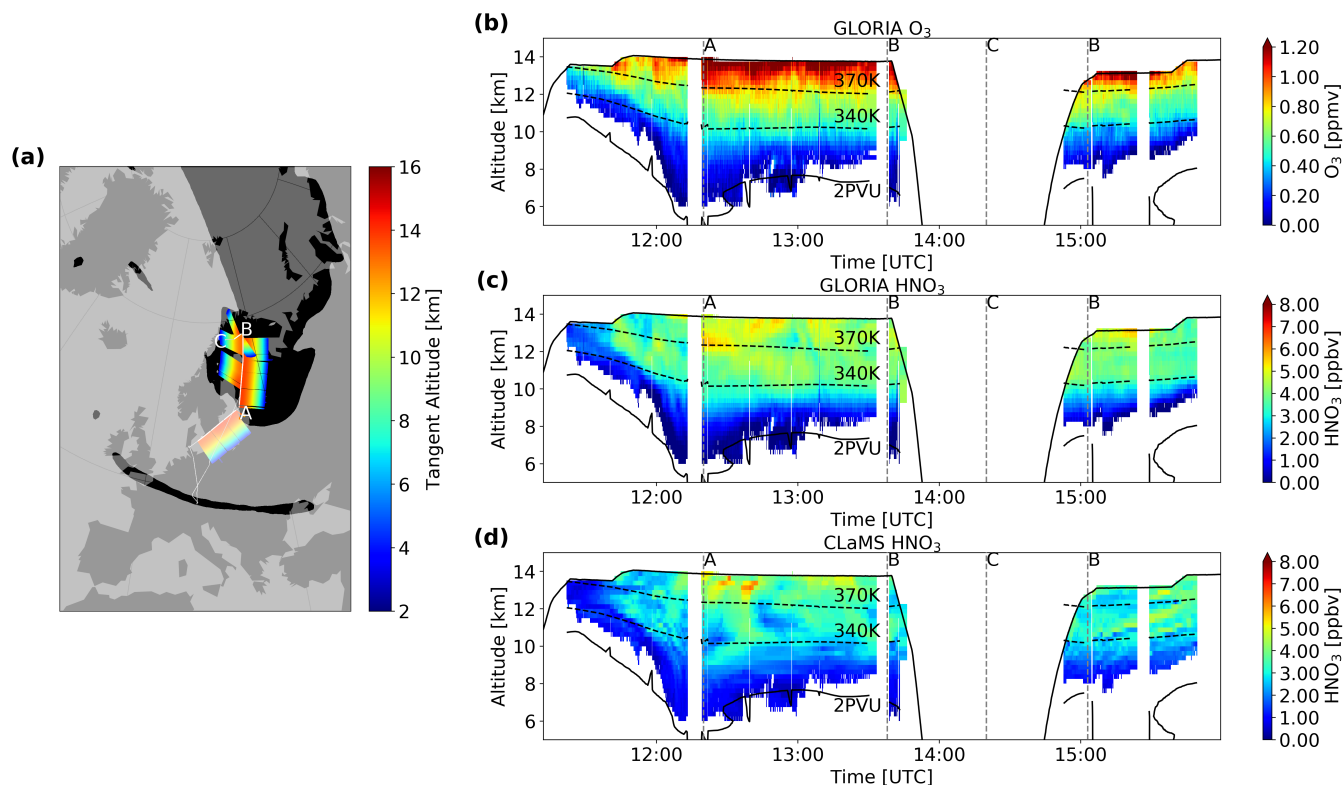 (a)
16
14
12
10
8
6
4
2
Tangent Altitude [km]
B
C
A
(b)
GLORIA O₃
A
B
C
B
14
12
10
8
6
Altitude [km]
370K
340K
2PVU
12:00
13:00
14:00
15:00
Time [UTC]
1.20
1.00
0.80
0.60
0.40
0.20
0.00
O₃ [ppmv]
(c)
GLORIA HNO₃
A
B
C
B
14
12
10
8
6
Altitude [km]
370K
340K
2PVU
12:00
13:00
14:00
15:00
Time [UTC]
8.00
7.00
6.00
5.00
4.00
3.00
2.00
1.00
0.00
HNO₃ [ppbv]
(d)
CLaMS HNO₃
A
B
C
B
14
12
10
8
6
Altitude [km]
370K
340K
2PVU
12:00
13:00
14:00
15:00
Time [UTC]
8.00
7.00
6.00
5.00
4.00
3.00
2.00
1.00
0.00
HNO₃ [ppbv]